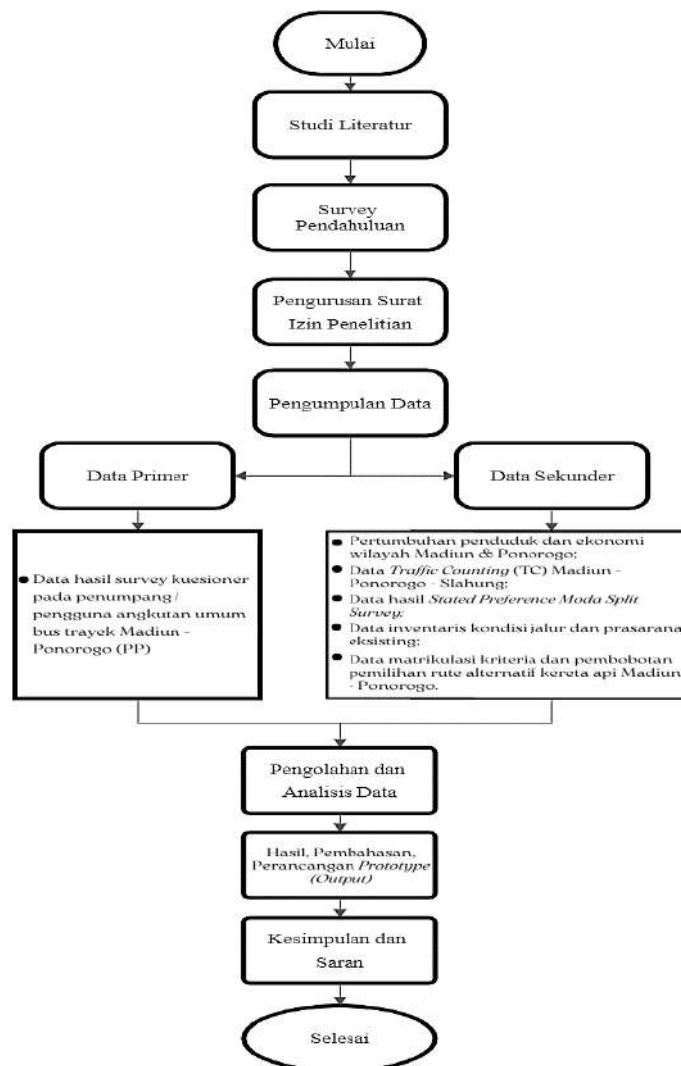 Mulai
Studi Literatur
Survey
Pendahuluan
Pengurusan Surat
Izin Penelitian
Pengumpulan Data
Data Primer
Data Sekunder
● Data hasil survey kuesioner
pada penumpang /
pengguna angkutan umum
bus trayek Madiun -
Ponorogo (PP)
● Pertumbuhan penduduk dan ekonomi
wilayah Madiun & Ponorogo;
● Data Traffic Counting (TC) Madiun -
Ponorogo - Slahung;
● Data hasil Stated Preference Moda Split
Survey;
● Data inventaris kondisi jalur dan prasarana
eksisting;
● Data matrikulasi kriteria dan pembobotan
pemilihan rute alternatif kereta api Madiun
- Ponorogo.
Pengolahan dan
Analisis Data
Hasil, Pembahasan,
Perancangan Prototype
(Output)
Kesimpulan dan
Saran
Selesai